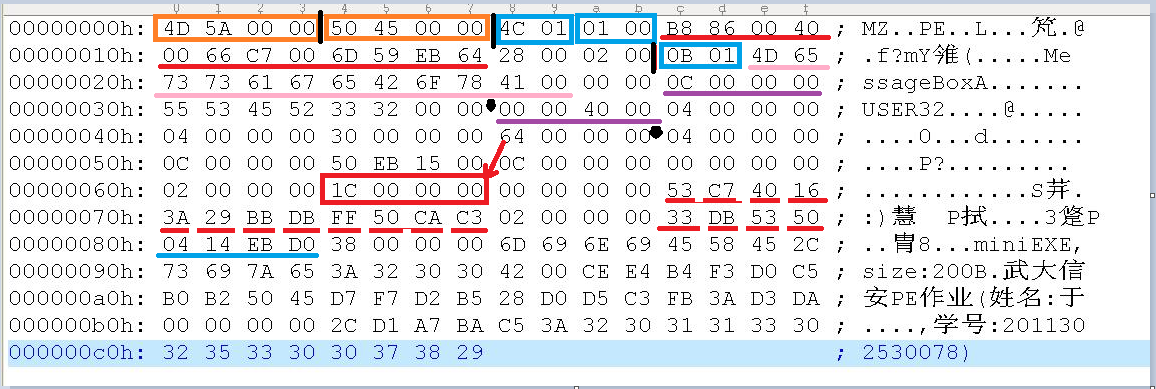 0 1 2 3 4 5 6 7 8 9 a b c d e f
00000000h: 4D 5A 00 00 50 45 00 00 4C 01 01 00 B8 86 00 40 ; MZ..PE..L...竼.@
00000010h: 00 66 C7 00 6D 59 EB 64 28 00 02 00 0B 01 4D 65 ; .f?mY雉(.....Me
00000020h: 73 73 61 67 65 42 6F 78 41 00 00 00 0C 00 00 00 ; ssageBoxA.......
00000030h: 55 53 45 52 33 32 00 00 00 00 40 00 04 00 00 00 ; USER32....@.....
00000040h: 04 00 00 00 30 00 00 00 64 00 00 00 04 00 00 00 ; ....0...d.......
00000050h: 0C 00 00 00 50 EB 15 00 0C 00 00 00 00 00 00 00 ; ....P?..........
00000060h: 02 00 00 00 1C 00 00 00 00 00 00 00 53 C7 40 16 ; ............S茾.
00000070h: 3A 29 BB DB FF 50 CA C3 02 00 00 00 33 DB 53 50 ; :)慧 P拭....3跾P
00000080h: 04 14 EB D0 38 00 00 00 6D 69 6E 69 45 58 45 2C ; ..胄8...miniEXE,
00000090h: 73 69 7A 65 3A 32 30 30 42 00 CE E4 B4 F3 D0 C5 ; size:200B.武大信
000000a0h: B0 B2 50 45 D7 F7 D2 B5 28 D0 D5 C3 FB 3A D3 DA ; 安PE作业(姓名:于
000000b0h: 00 00 00 00 2C D1 A7 BA C5 3A 32 30 31 31 33 30 ; ....,学号:201130
000000c0h: 32 35 33 30 30 37 38 29 ; 2530078)